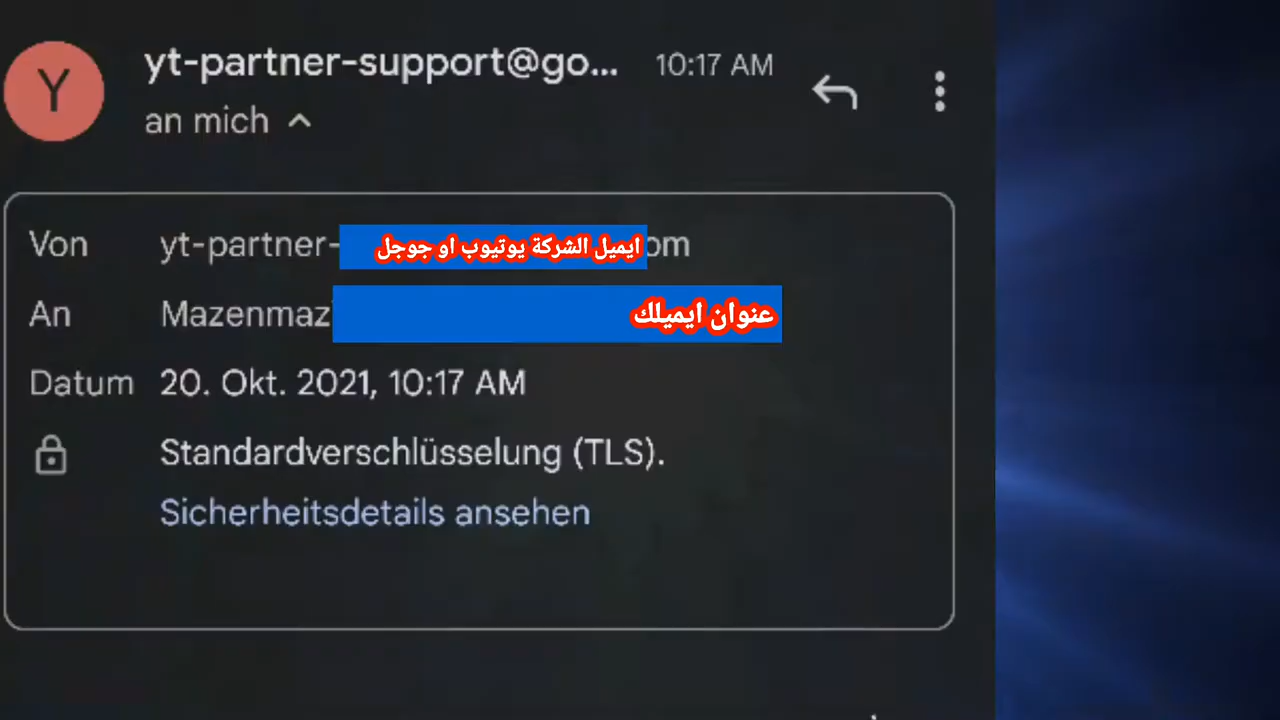 yt-partner-support@go... 10:17 AM
an mich
Von yt-partner- ايميل الشركة يوتيوب او جوجل om
An Mazenmaz عنوان ايميلك
Datum 20. Okt. 2021, 10:17 AM
Standardverschlüsselung (TLS).
Sicherheitsdetails ansehen